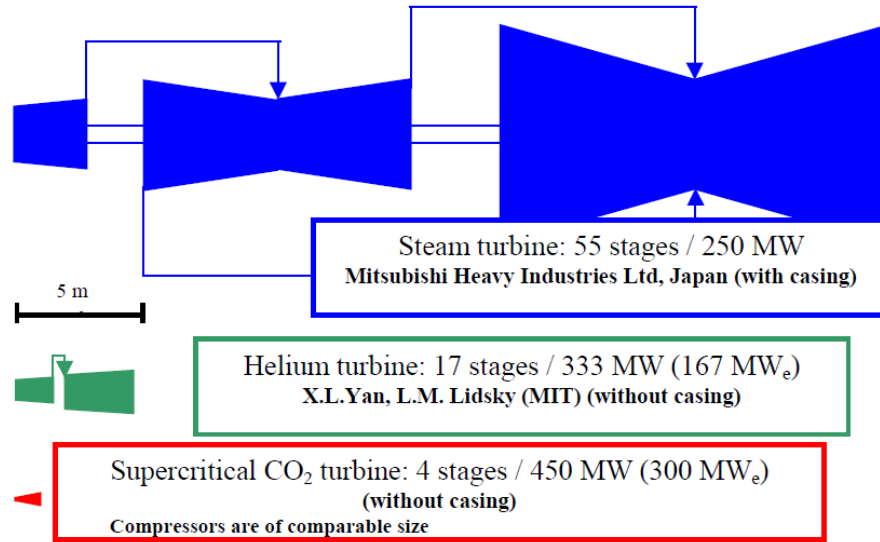 Steam turbine: 55 stages / 250 MW
Mitsubishi Heavy Industries Ltd, Japan (with casing)
5 m
Helium turbine: 17 stages / 333 MW (167 MWₑ)
X.L.Yan, L.M. Lidsky (MIT) (without casing)
Supercritical CO₂ turbine: 4 stages / 450 MW (300 MWₑ)
(without casing)
Compressors are of comparable size